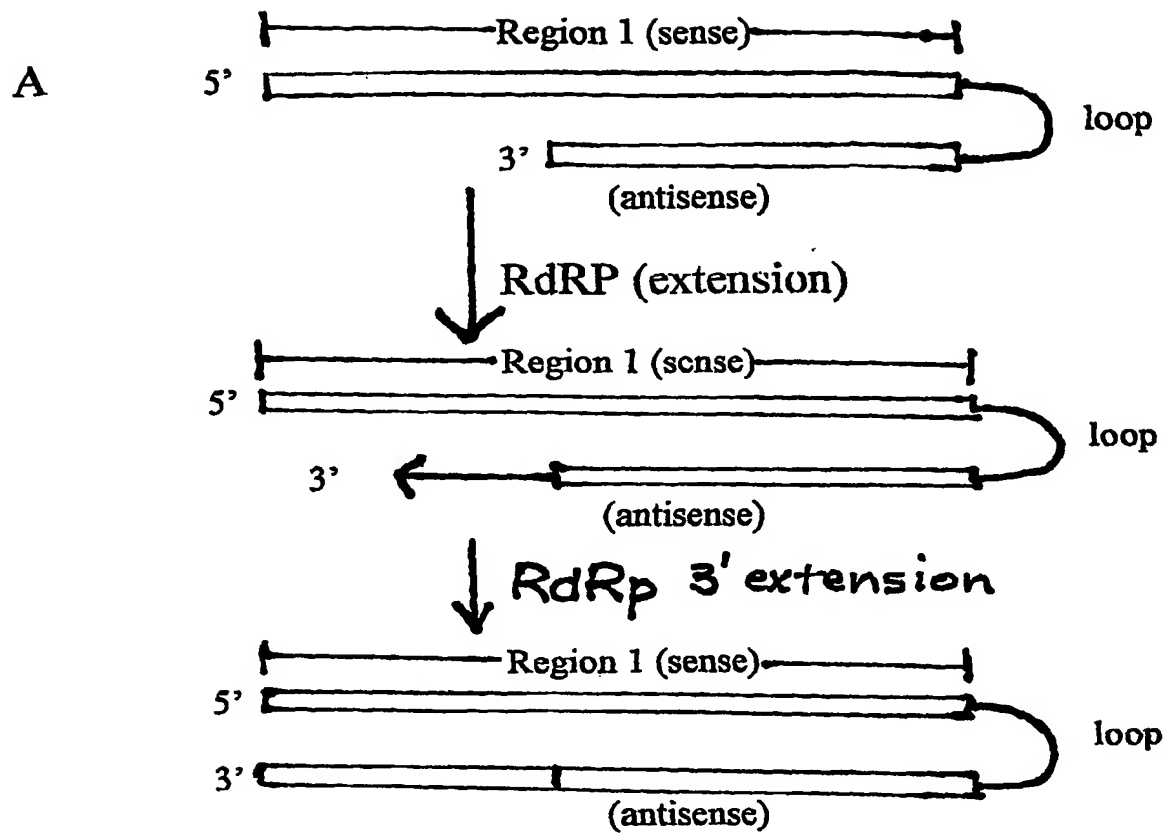 Region 1 (sense)
A
5’
loop
3’
(antisense)
RdRP (extension)
Region 1 (scnse)
5’
loop
3’
(antisense)
RdRp 3' extension
Region 1 (sense)
5’
loop
3’
(antisense)